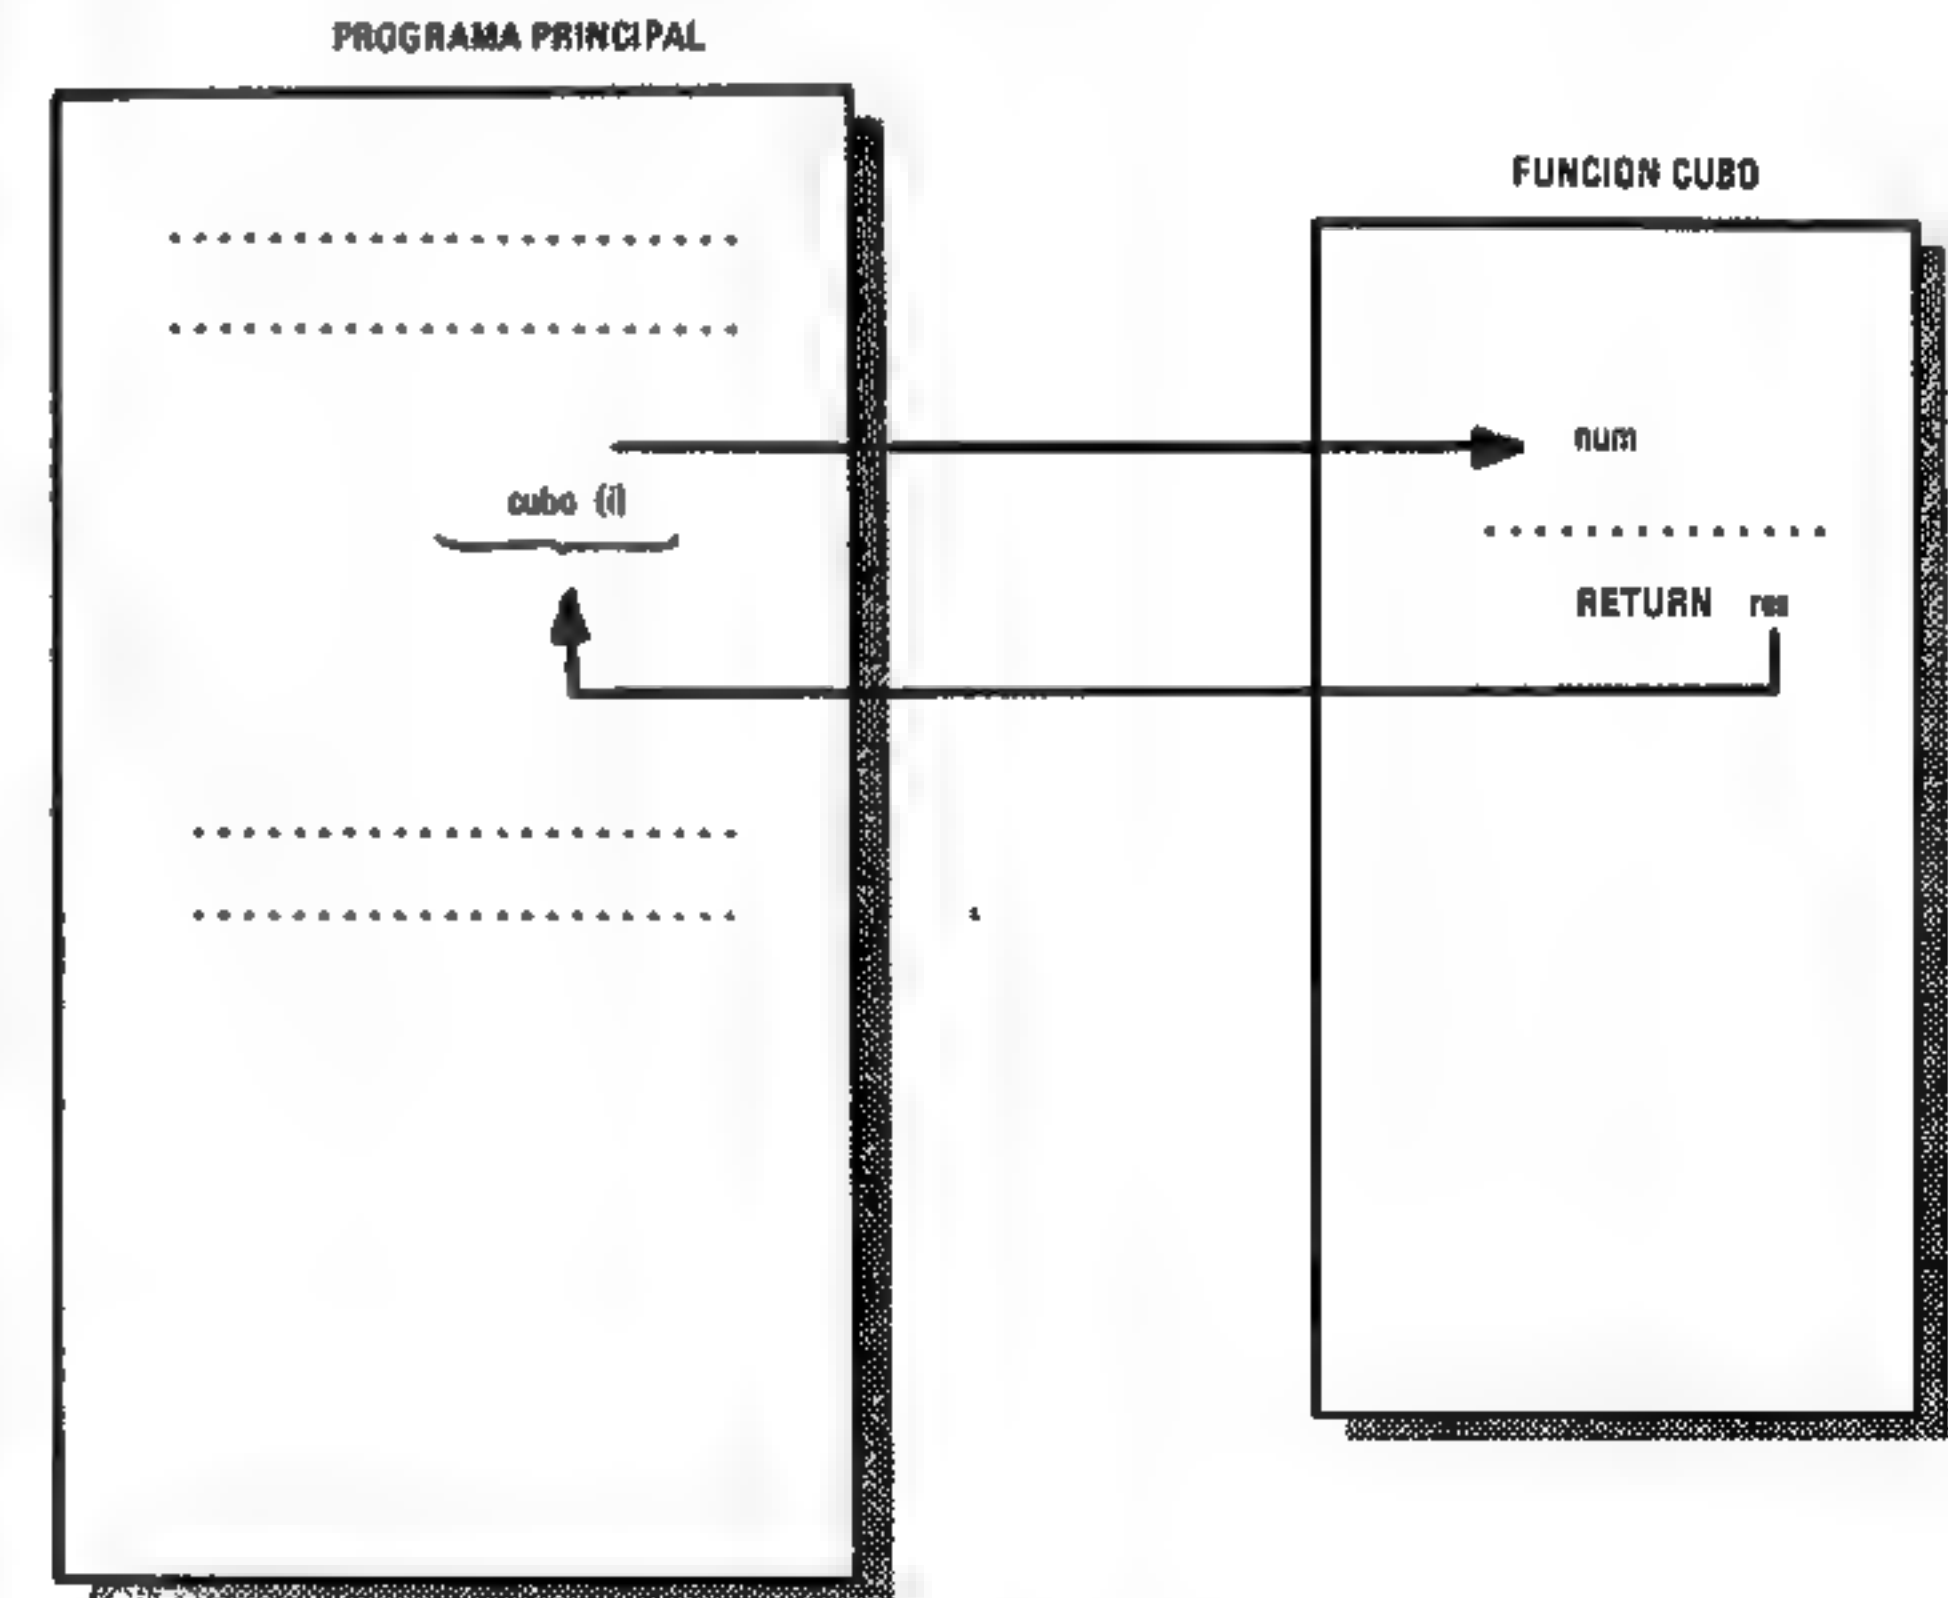 PROGRAMA PRINCIPAL
FUNCION CUBO
num
cubo (i)
RETURN res